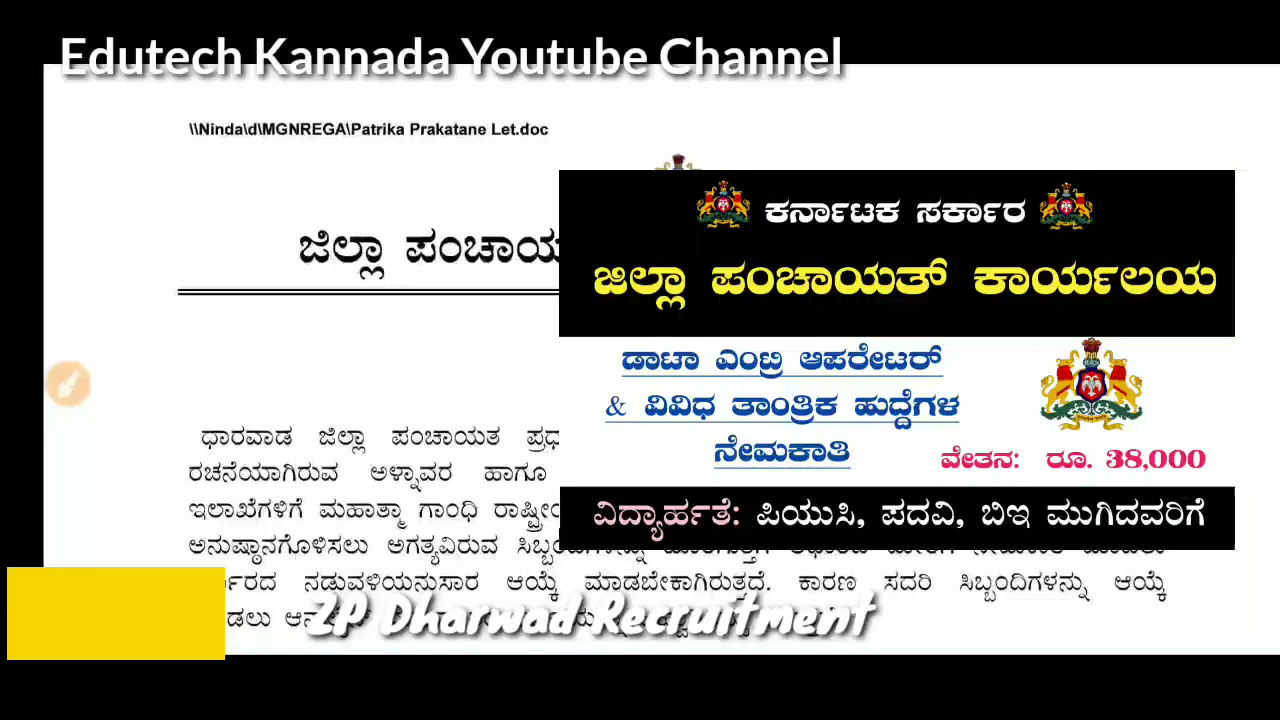 Edutech Kannada Youtube Channel
\\Ninda\d\MGNREGA\Patrika Prakatane Let.doc
ಕರ್ನಾಟಕ ಸರ್ಕಾರ
ಜಿಲ್ಲಾ ಪಂಚಾಯ
ಜಿಲ್ಲಾ ಪಂಚಾಯತ್ ಕಾರ್ಯಲಯ
ಡಾಟಾ ಎಂಟ್ರಿ ಆಪರೇಟರ್
& ವಿವಿಧ ತಾಂತ್ರಿಕ ಹುದ್ದೆಗಳ
ನೇಮಕಾತಿ
ವೇತನ: ರೂ. 38,000
ವಿದ್ಯಾರ್ಹತೆ: ಪಿಯುಸಿ, ಪದವಿ, ಬಿಇ ಮುಗಿದವರಿಗೆ
ಧಾರವಾಡ ಜಿಲ್ಲಾ ಪಂಚಾಯತ
ರಚನೆಯಾಗಿರುವ ಅಳ್ನಾವರ ಹಾಗೂ
ಇಲಾಖೆಗಳಿಗೆ ಮಹಾತ್ಮಾ ಗಾಂಧಿ
ಅನುಷ್ಠಾನಗೊಳಿಸಲು ಅಗತ್ಯವಿರುವ
ನಡುವಳಿಯನುಸಾರ ಆಯ್ಕೆ ಮಾಡಬೇಕಾಗಿರುತ್ತದೆ. ಕಾರಣ ಸದರಿ ಸಿಬ್ಬಂದಿಗಳನ್ನು ಆಯ್ಕೆ
ZP Dharwad Recruitment